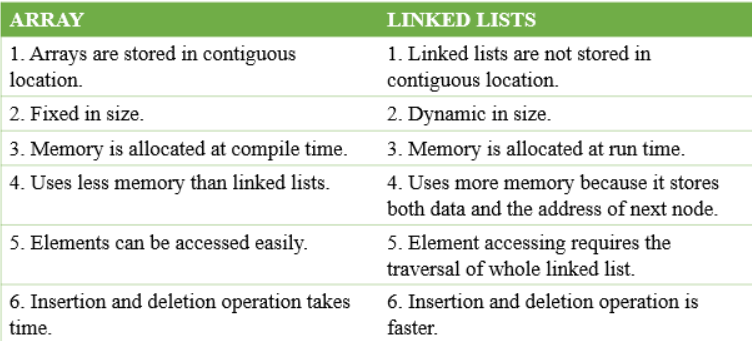 ARRAY
LINKED LISTS
1. Arrays are stored in contiguous
location.
1. Linked lists are not stored in
contiguous location.
2. Fixed in size.
2. Dynamic in size.
3. Memory is allocated at compile time.
3. Memory is allocated at run time.
4. Uses less memory than linked lists.
4. Uses more memory because it stores
both data and the address of next node.
5. Elements can be accessed easily.
5. Element accessing requires the
traversal of whole linked list.
6. Insertion and deletion operation takes
time.
6. Insertion and deletion operation is
faster.